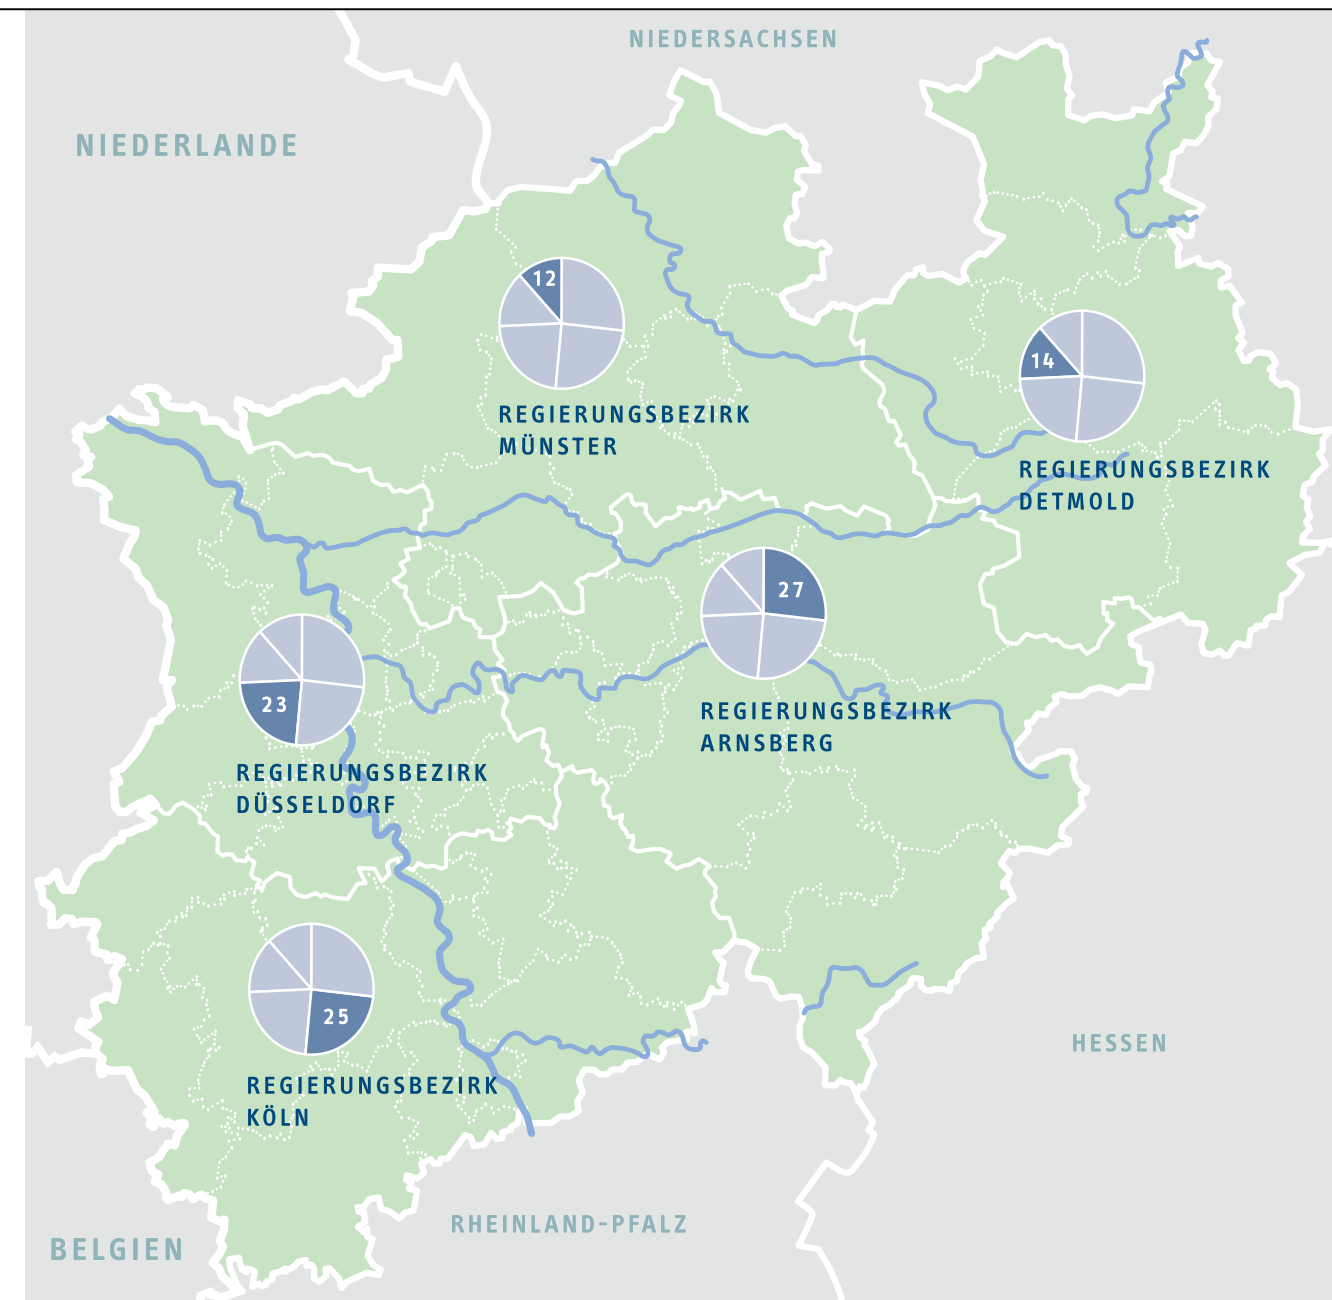 NIEDERSACHSEN
NIEDERLANDE
12
REGIERUNGSBEZIRK
MÜNSTER
14
REGIERUNGSBEZIRK
DETMOLD
27
REGIERUNGSBEZIRK
ARNSBERG
23
REGIERUNGSBEZIRK
DÜSSELDORF
25
REGIERUNGSBEZIRK
KÖLN
HESSEN
RHEINLAND-PFALZ
BELGIEN